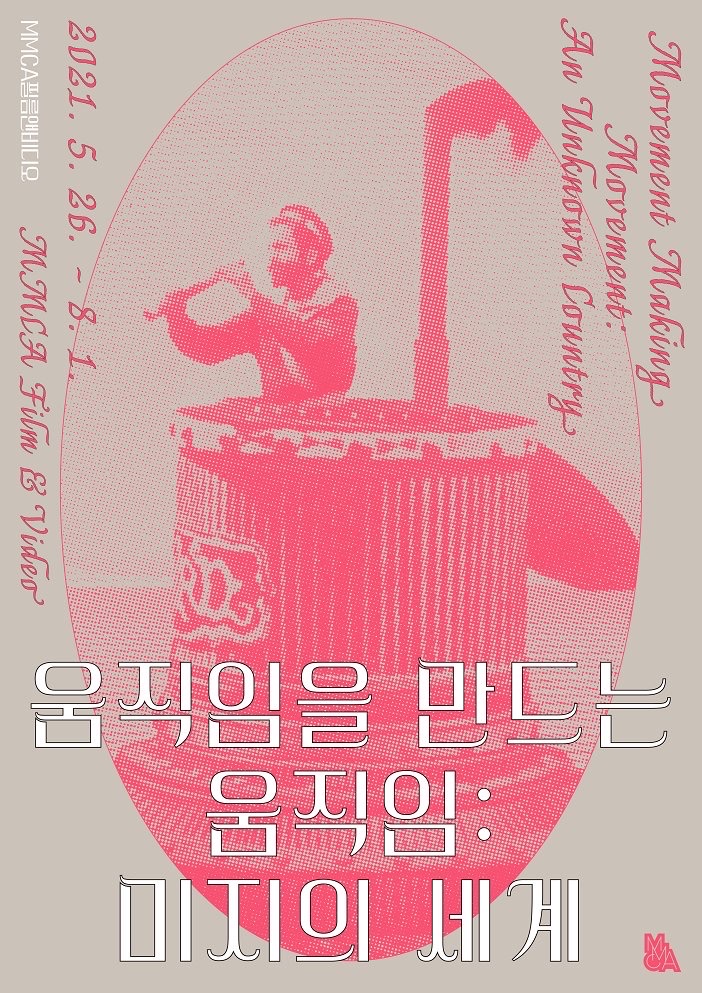 Movement Making
Movement:
An Unknown Country
2021. 5. 26. ~ 8. 1.
MMCA필름앤비디오
MMCA Film & Video
움직임을 만드는
움직임:
미지의 세계
MMCA